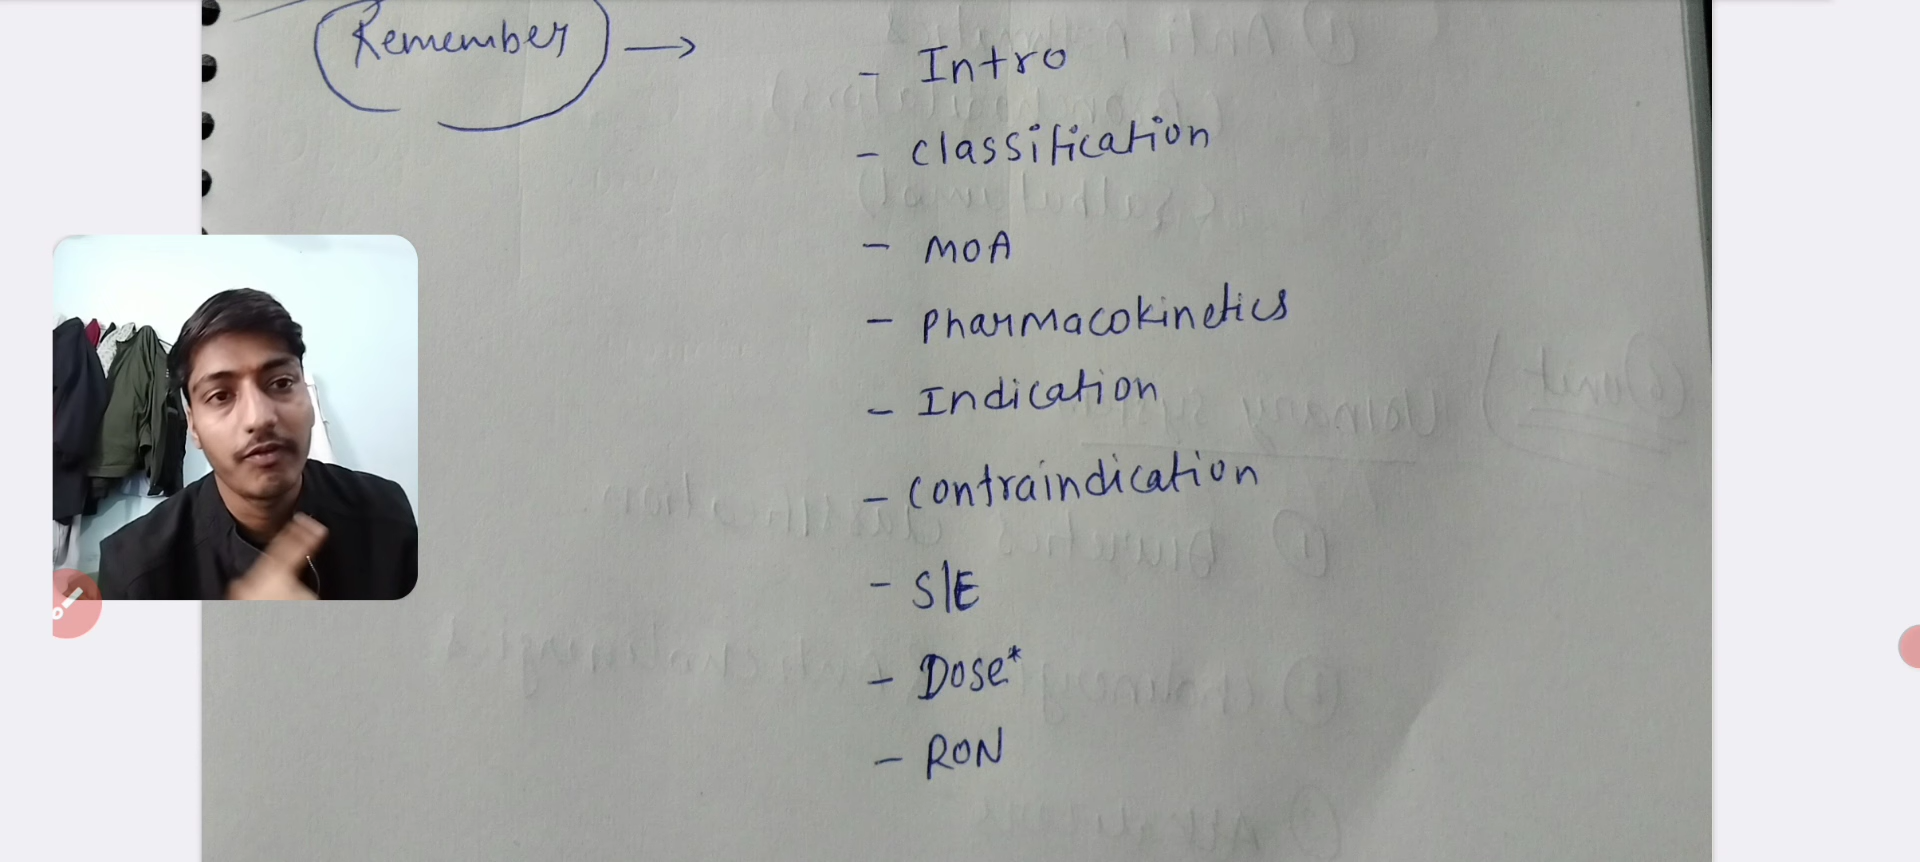 Remember →
- Intro
- classification
- MOA
- Pharmacokinetics
- Indication
- contraindication
- S/E
- Dose*
- RON